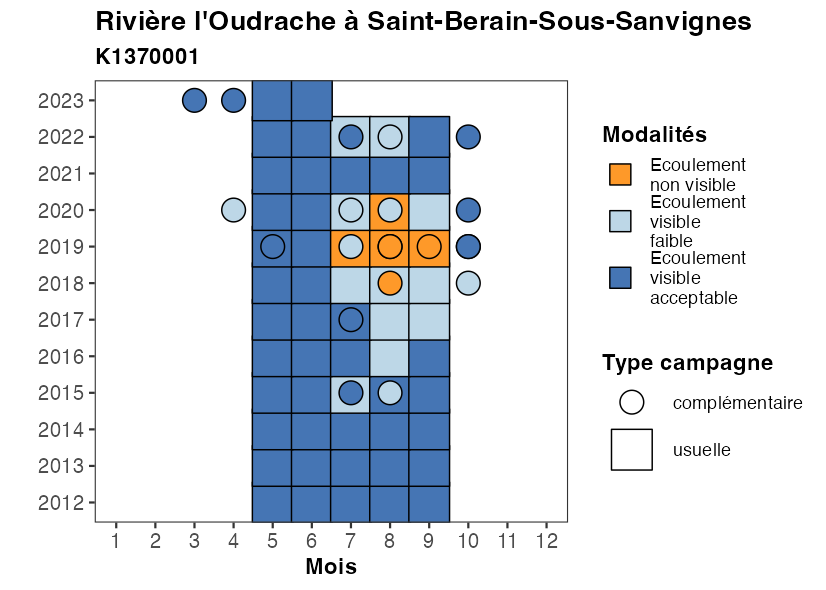 Rivière l'Oudrache à Saint-Berain-Sous-Sanvignes
K1370001
2023
2022
2021
2020
2019
2018
2017
2016
2015
2014
2013
2012
1 2 3 4 5 6 7 8 9 10 11 12
Mois
Modalités
Ecoulement
non visible
Ecoulement
visible
faible
Ecoulement
visible
acceptable
Type campagne
complémentaire
usuelle